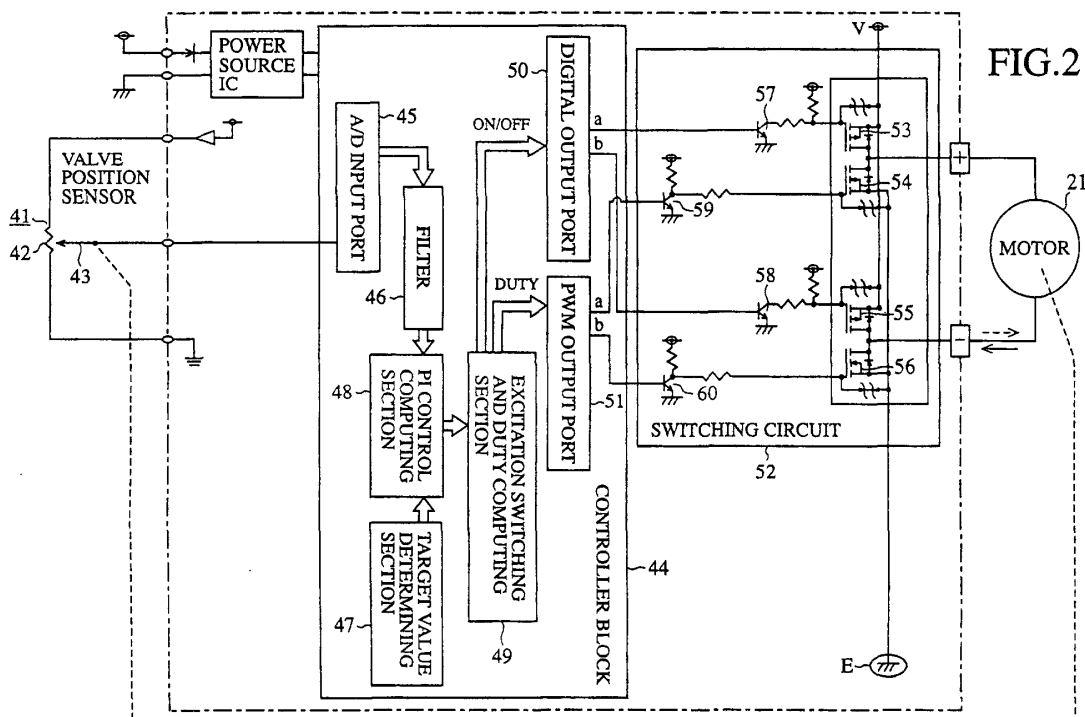 FIG.2
POWER
SOURCE
IC
VALVE
POSITION
SENSOR
41
42
43
A/D INPUT PORT
45
FILTER
46
PI CONTROL
COMPUTING
SECTION
48
TARGET VALUE
DETERMINING
SECTION
47
EXCITATION SWITCHING
AND DUTY COMPUTING
SECTION
49
ON/OFF
DUTY
DIGITAL OUTPUT PORT
50
a
b
PWM OUTPUT PORT
51
a
b
CONTROLLER BLOCK
44
57
59
58
60
53
54
55
56
V
E
SWITCHING CIRCUIT
52
+
−
21
MOTOR